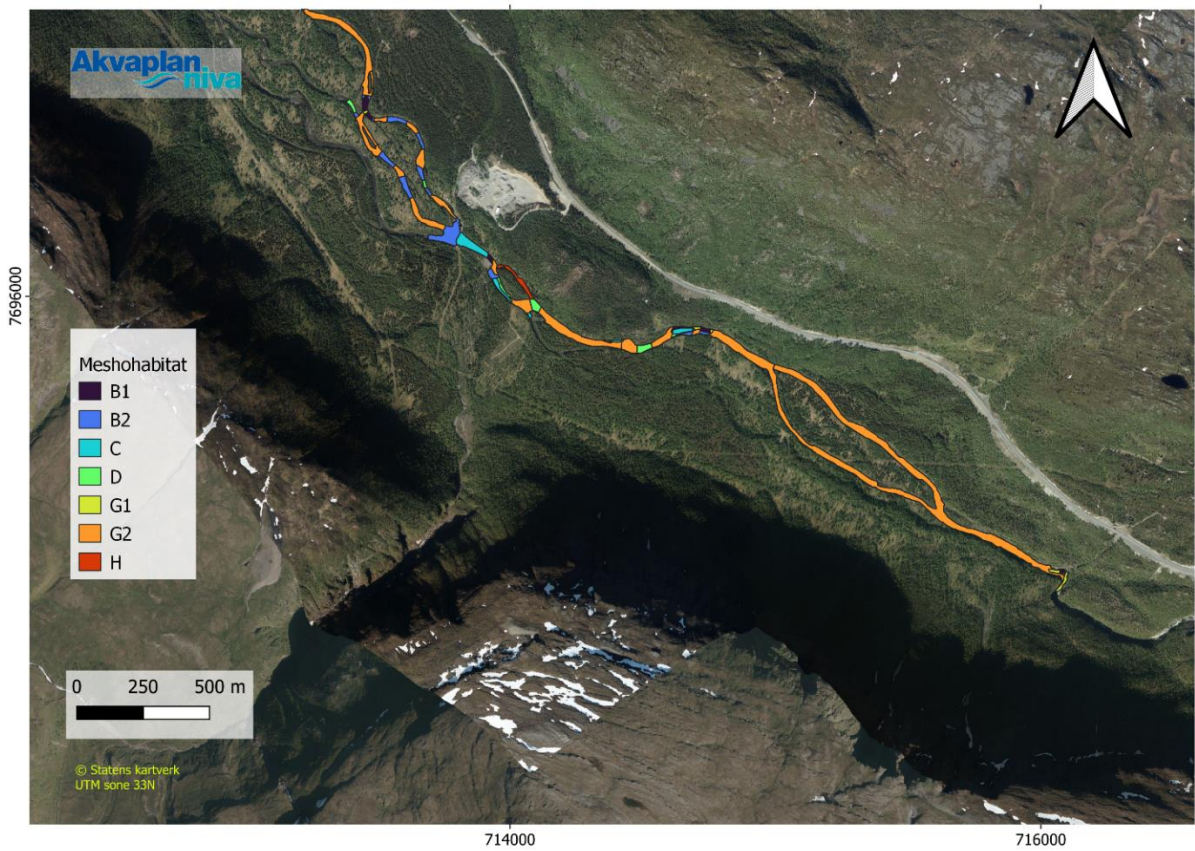 Akvaplan
niva
7696000
Meshohabitat
B1
B2
C
D
G1
G2
H
0 250 500 m
© Statens kartverk
UTM sone 33N
714000 716000